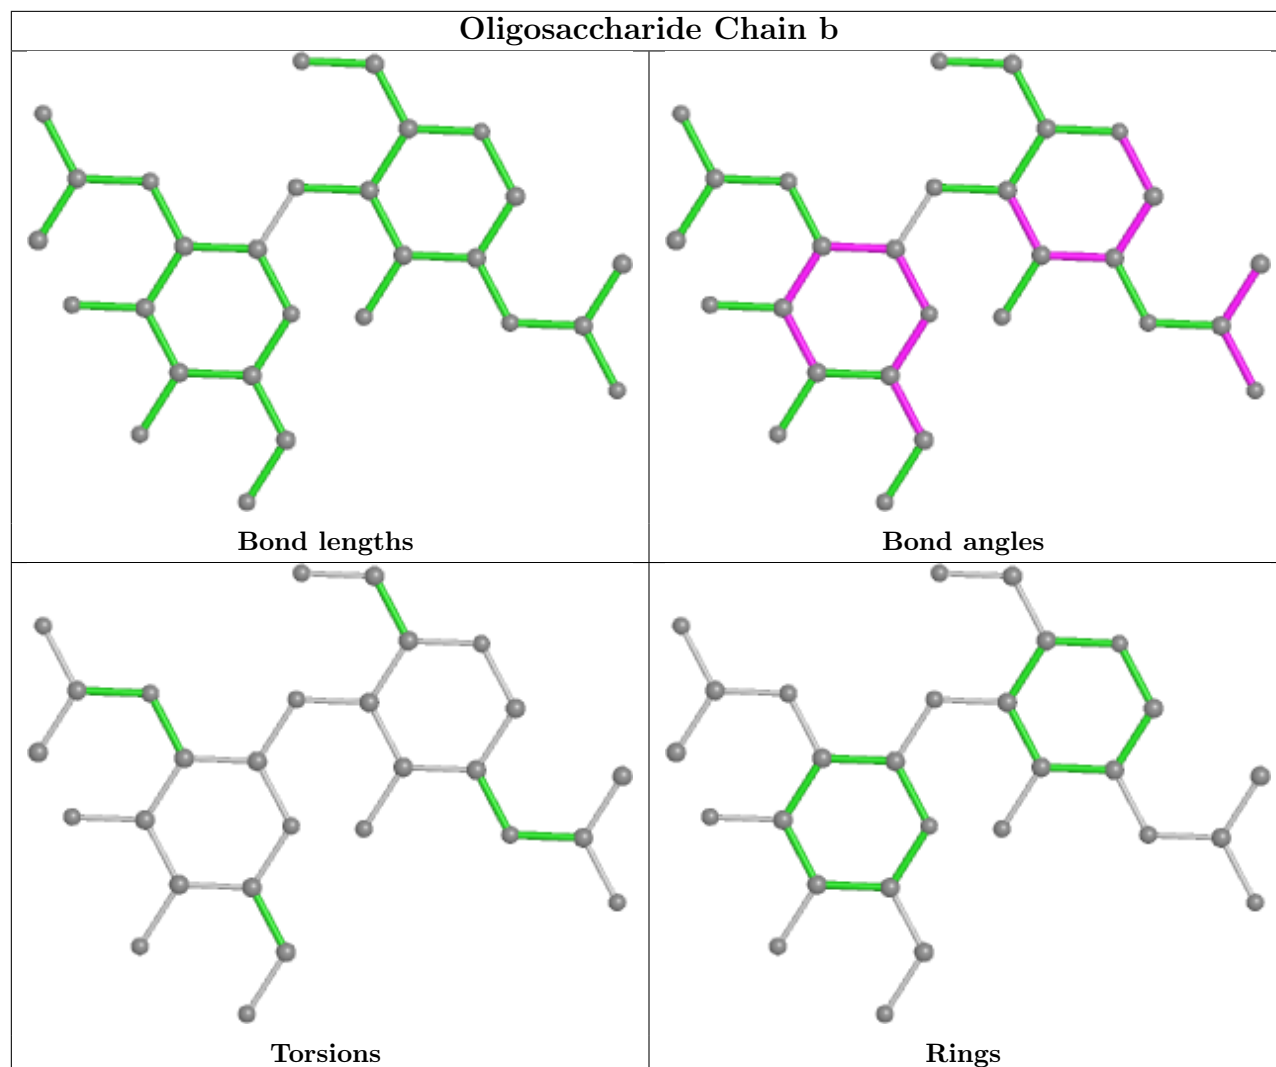 Oligosaccharide Chain b
Bond lengths
Bond angles
Torsions
Rings